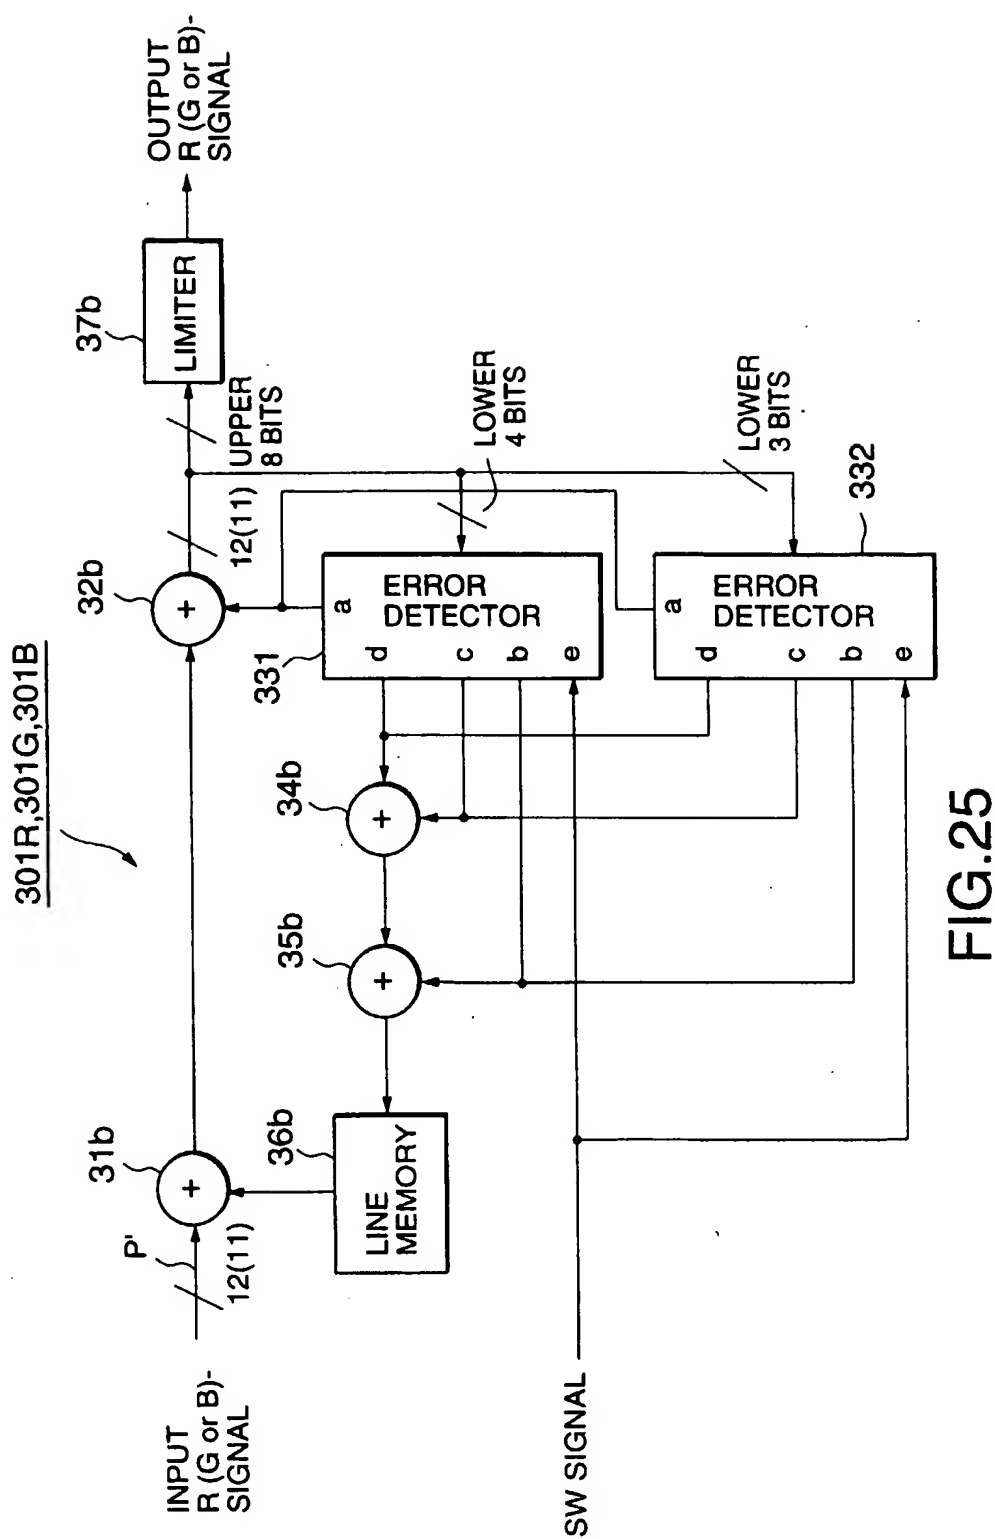 301R,301G,301B
INPUT
R (G or B)-
SIGNAL
P'
12(11)
31b
+
32b
+
12(11)
UPPER
8 BITS
37b
LIMITER
OUTPUT
R (G or B)-
SIGNAL
36b
LINE
MEMORY
35b
+
34b
+
331
a
ERROR
DETECTOR
d
c
b
e
LOWER
4 BITS
a
ERROR
DETECTOR
d
c
b
e
332
LOWER
3 BITS
SW SIGNAL
FIG.25